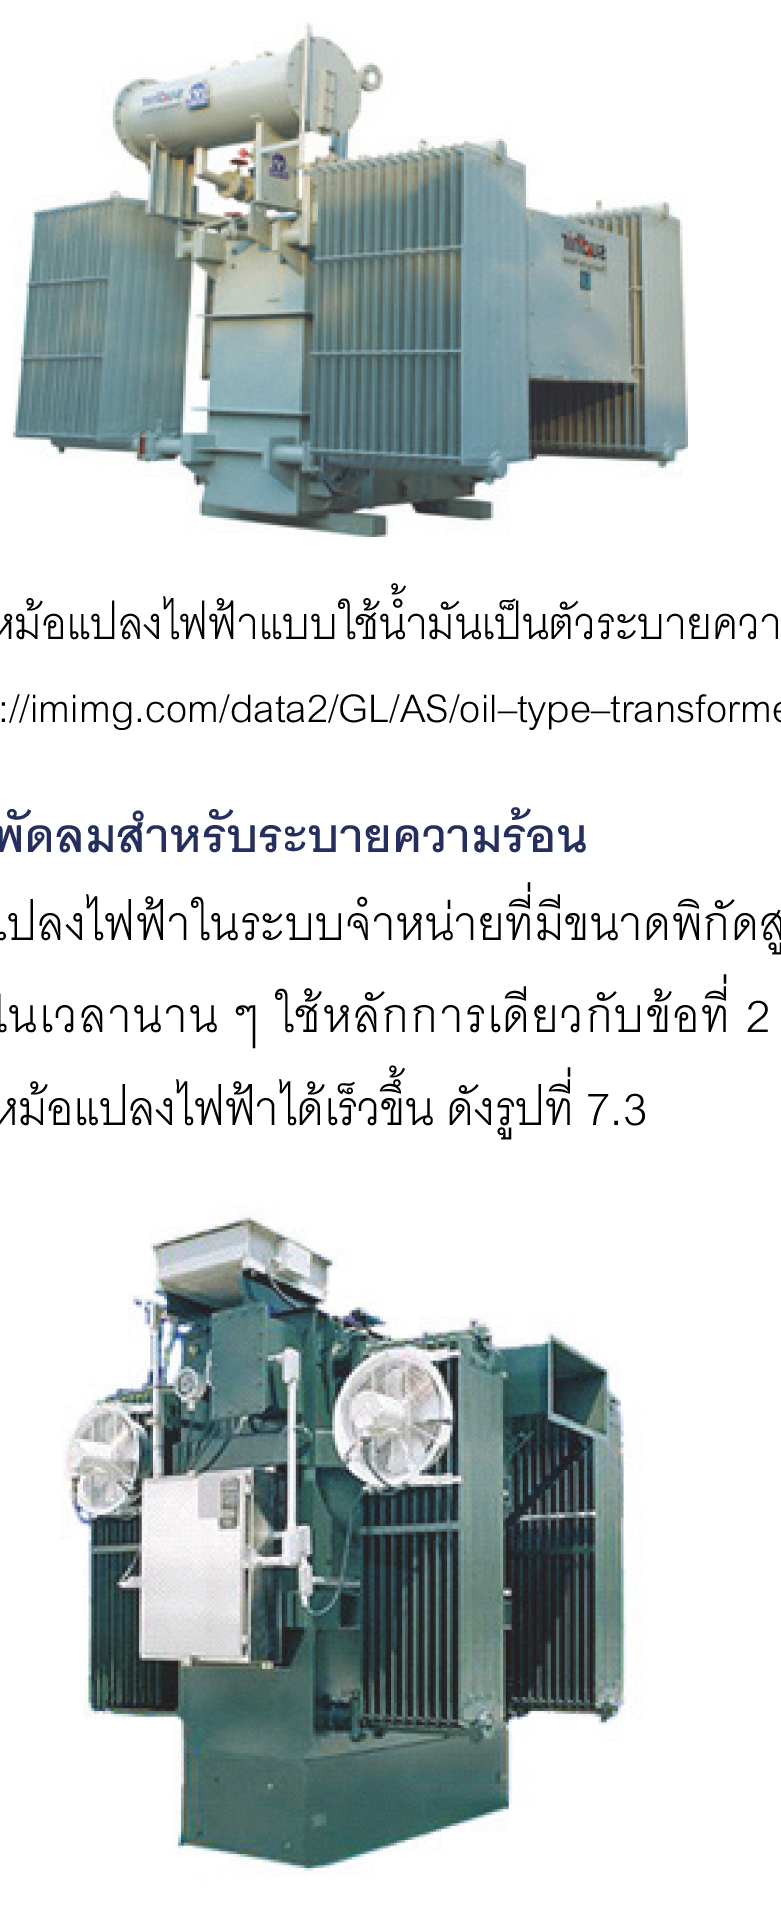 หม้อแปลงไฟฟ้าแบบใช้น้ำมันเป็นตัวระบายควา
://imimg.com/data2/GL/AS/oil–type–transforme
พัดลมสำหรับระบายความร้อน
แปลงไฟฟ้าในระบบจำหน่ายที่มีขนาดพิกัดสู
ในเวลานาน ๆ ใช้หลักการเดียวกับข้อที่ 2
หม้อแปลงไฟฟ้าได้เร็วขึ้น ดังรูปที่ 7.3